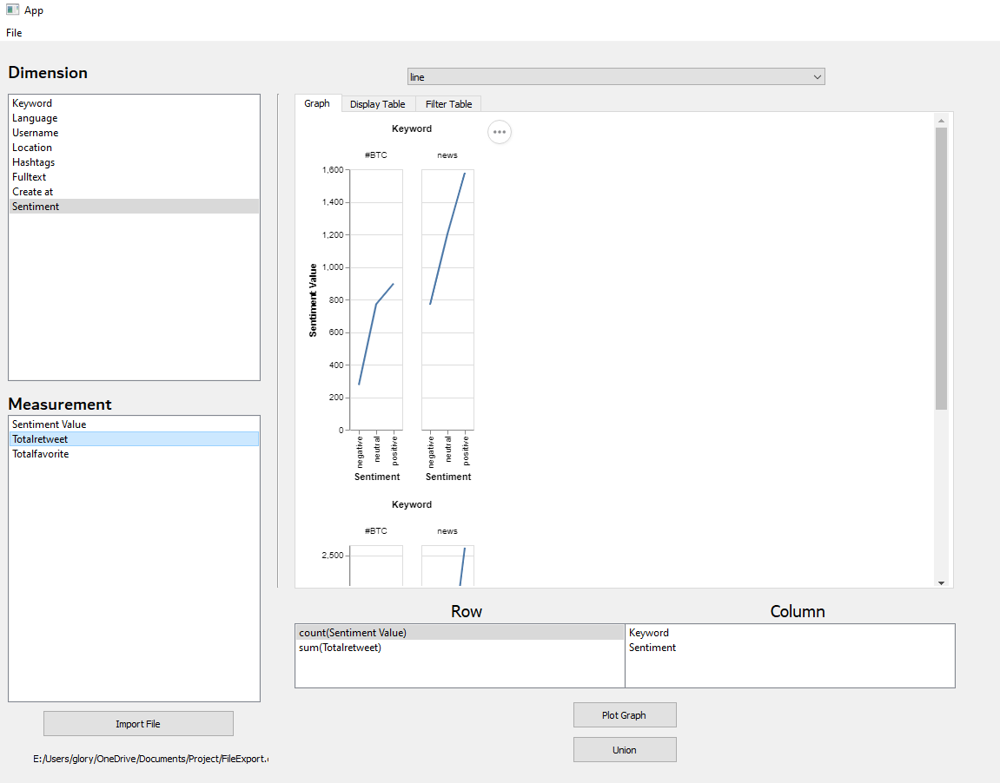 App
File
Dimension
Keyword
Language
Username
Location
Hashtags
Fulltext
Create at
Sentiment
Measurement
Sentiment Value
Totalretweet
Totalfavorite
Import File
E:/Users/glory/OneDrive/Documents/Project/FileExport.
line
Graph Display Table Filter Table
Keyword
#BTC news
1,600
1,400
1,200
1,000
800
600
400
200
0
Sentiment Value
negative neutral positive negative neutral positive
Sentiment Sentiment
Keyword
#BTC news
2,500
Row Column
count(Sentiment Value) Keyword
sum(Totalretweet) Sentiment
Plot Graph
Union